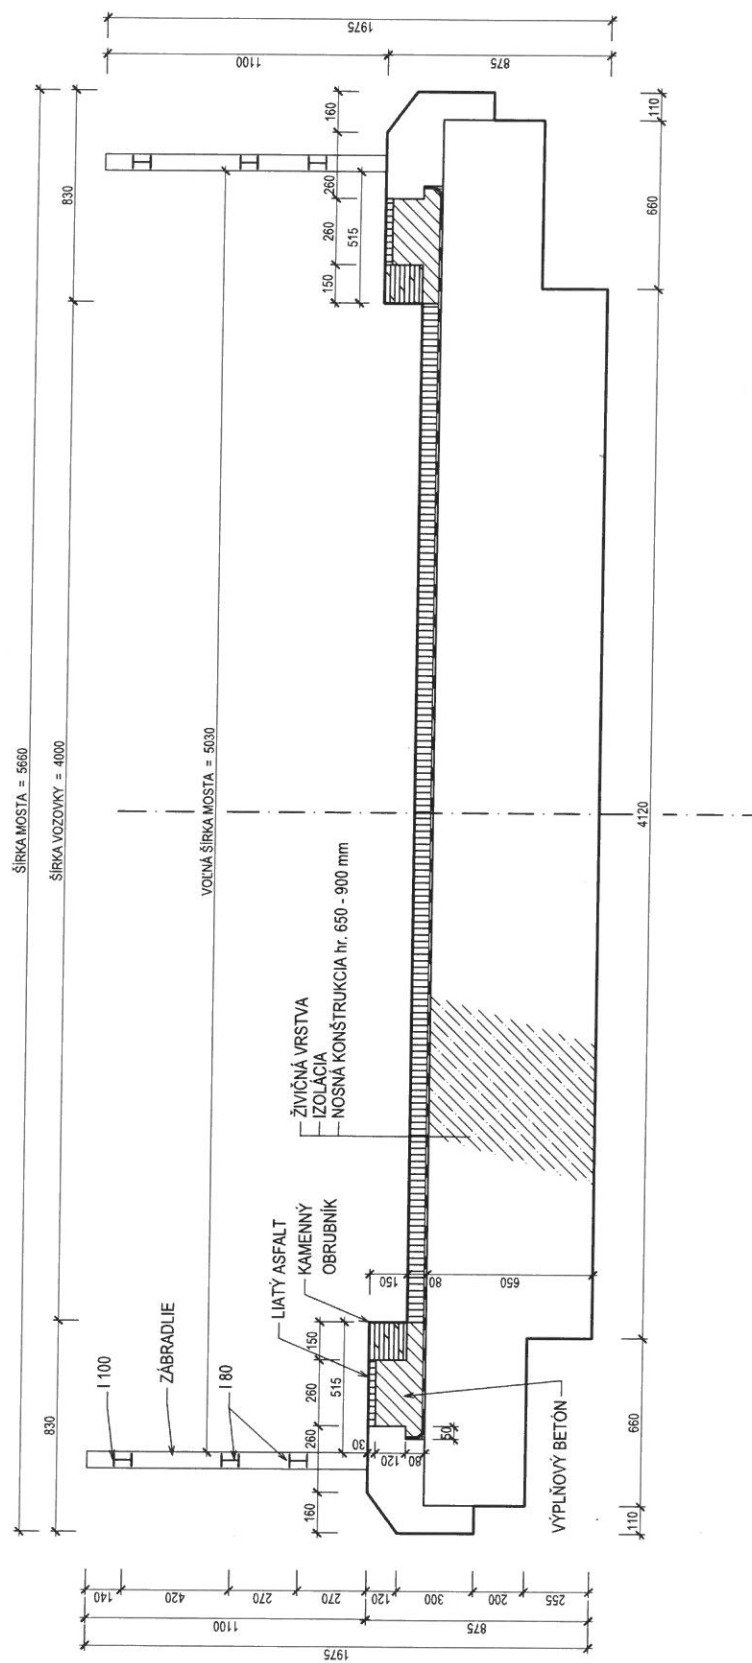 ŠÍRKA MOSTA = 5660
830
ŠÍRKA VOZOVKY = 4000
830
VOĽNÁ ŠÍRKA MOSTA = 5030
I 100
ZÁBRADLIE
I 80
LIATÝ ASFALT
KAMENNÝ
OBRUBNÍK
ŽIVIČNÁ VRSTVA
IZOLÁCIA
NOSNÁ KONŠTRUKCIA hr. 650 - 900 mm
160
260
260
150
515
150
260
260
160
515
30
120
80
50
150
80
650
VÝPLŇOVÝ BETÓN
110
660
4120
660
110
140
420
270
270
120
300
200
255
1100
875
1975
1100
875
1975